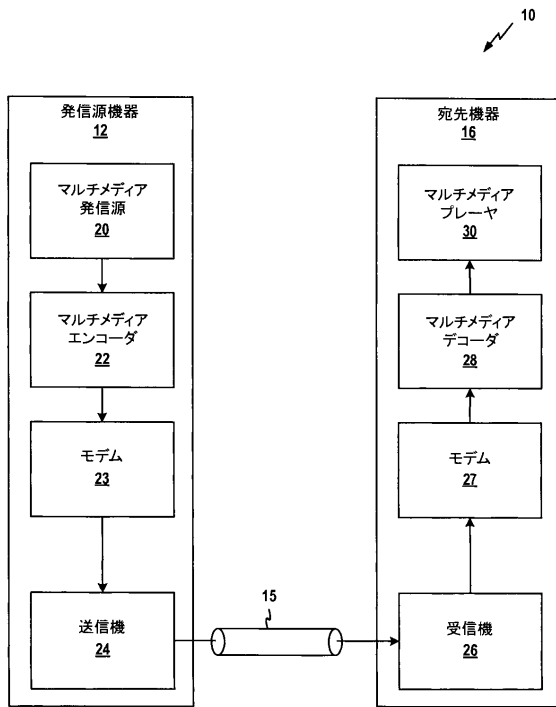 10
発信源機器
12
マルチメディア
発信源
20
マルチメディア
エンコーダ
22
モデム
23
送信機
24
15
宛先機器
16
マルチメディア
プレーヤ
30
マルチメディア
デコーダ
28
モデム
27
受信機
26